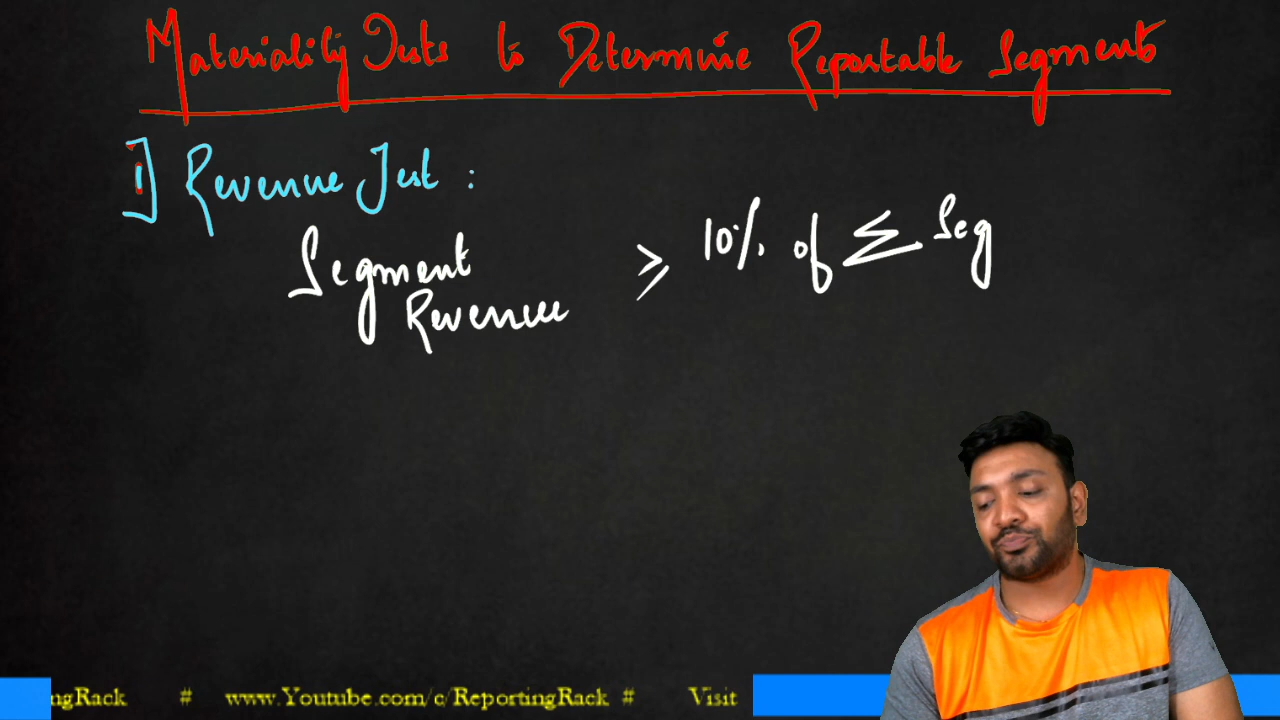 Materiality Tests to Determine Reportable Segments
1] Revenue Test :
Segment Revenue ≥ 10% of Σ Seg
ngRack # www.Youtube.com/c/ReportingRack # Visit